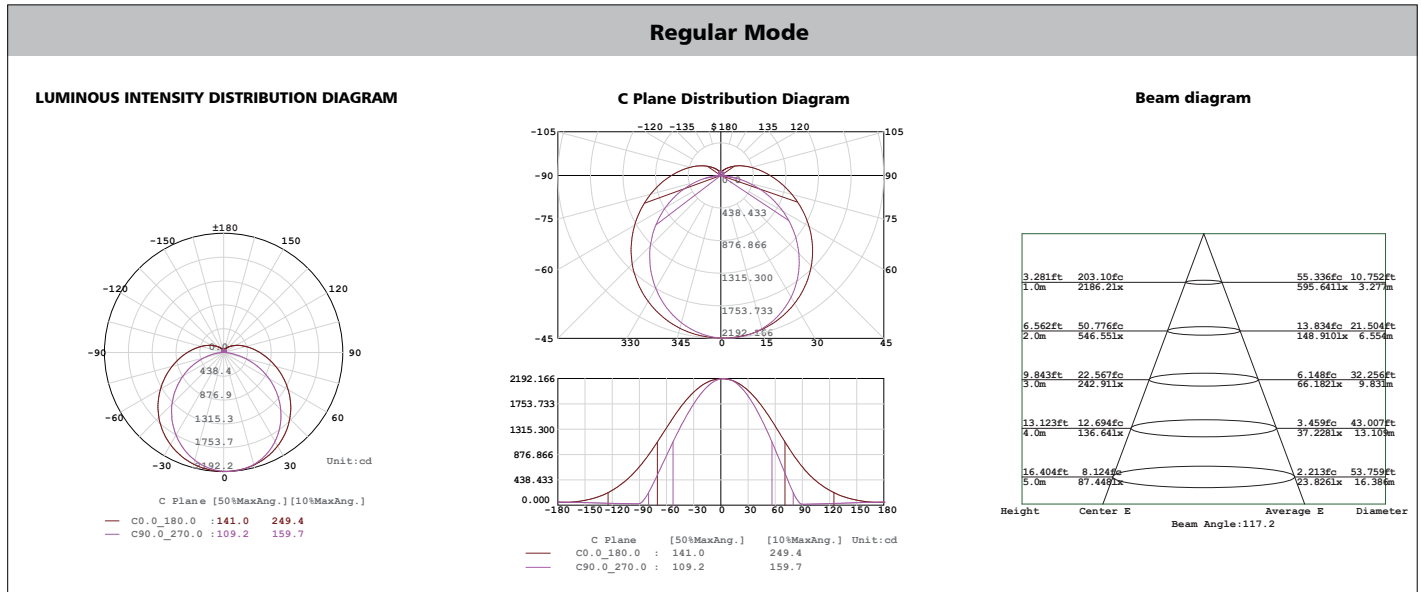 Regular Mode
LUMINOUS INTENSITY DISTRIBUTION DIAGRAM
±180
-150 150
-120 120
-90 90
-60 60
-30 30
0
0.0
438.4
876.9
1315.3
1753.7
2192.2
Unit:cd
C Plane [50%MaxAng.][10%MaxAng.]
C0.0_180.0 :141.0 249.4
C90.0_270.0 :109.2 159.7
C Plane Distribution Diagram
-120 -135 $180 135 120
-105 105
-90 90
-75 75
-60 60
-45 330 345 0 15 30 45
0.0
438.433
876.866
1315.300
1753.733
2192.166
2192.166
1753.733
1315.300
876.866
438.433
0.000
-180 -150 -120 -90 -60 -30 0 30 60 90 120 150 180
C Plane [50%MaxAng.] [10%MaxAng.] Unit:cd
C0.0_180.0 : 141.0 249.4
C90.0_270.0 : 109.2 159.7
Beam diagram
3.281ft 203.10fc 55.336fc 10.752ft
1.0m 2186.2lx 595.641lx 3.277m
6.562ft 50.776fc 13.834fc 21.504ft
2.0m 546.55lx 148.910lx 6.554m
9.843ft 22.567fc 6.148fc 32.256ft
3.0m 242.91lx 66.182lx 9.831m
13.123ft 12.694fc 3.459fc 43.007ft
4.0m 136.64lx 37.228lx 13.109m
16.404ft 8.124fc 2.213fc 53.759ft
5.0m 87.448lx 23.826lx 16.386m
Height Center E Average E Diameter
Beam Angle:117.2